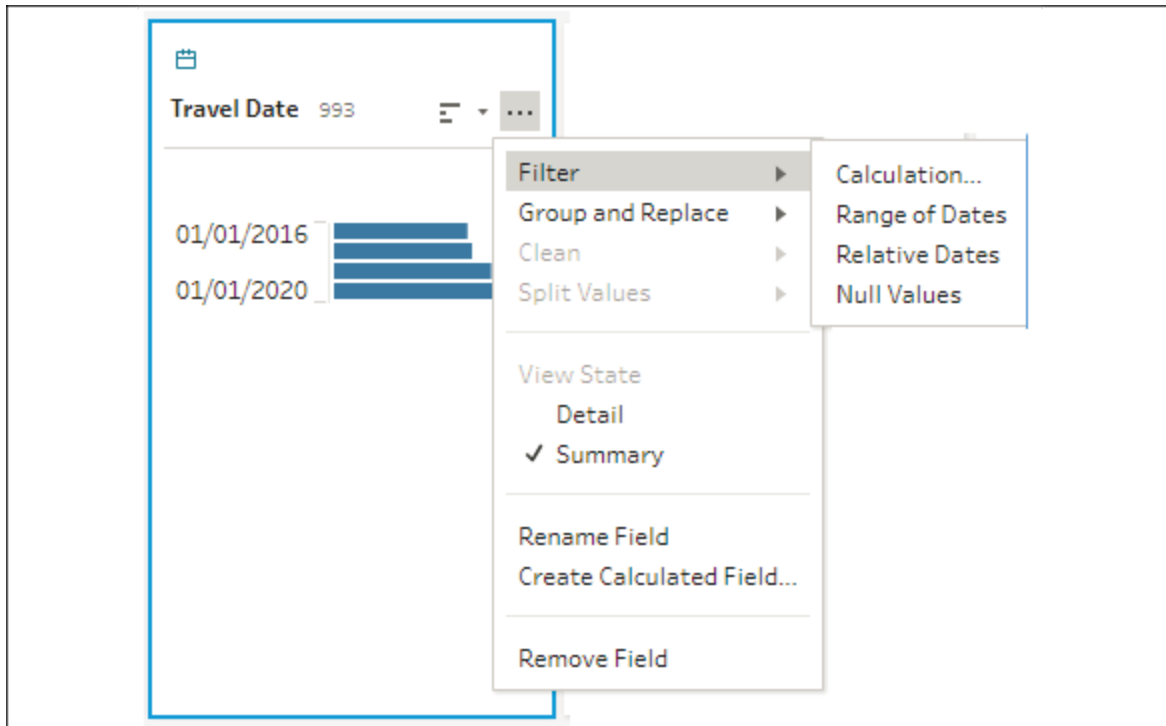 Travel Date 993
01/01/2016
01/01/2020
Filter
Group and Replace
Clean
Split Values
View State
Detail
Summary
Rename Field
Create Calculated Field...
Remove Field
Calculation...
Range of Dates
Relative Dates
Null Values